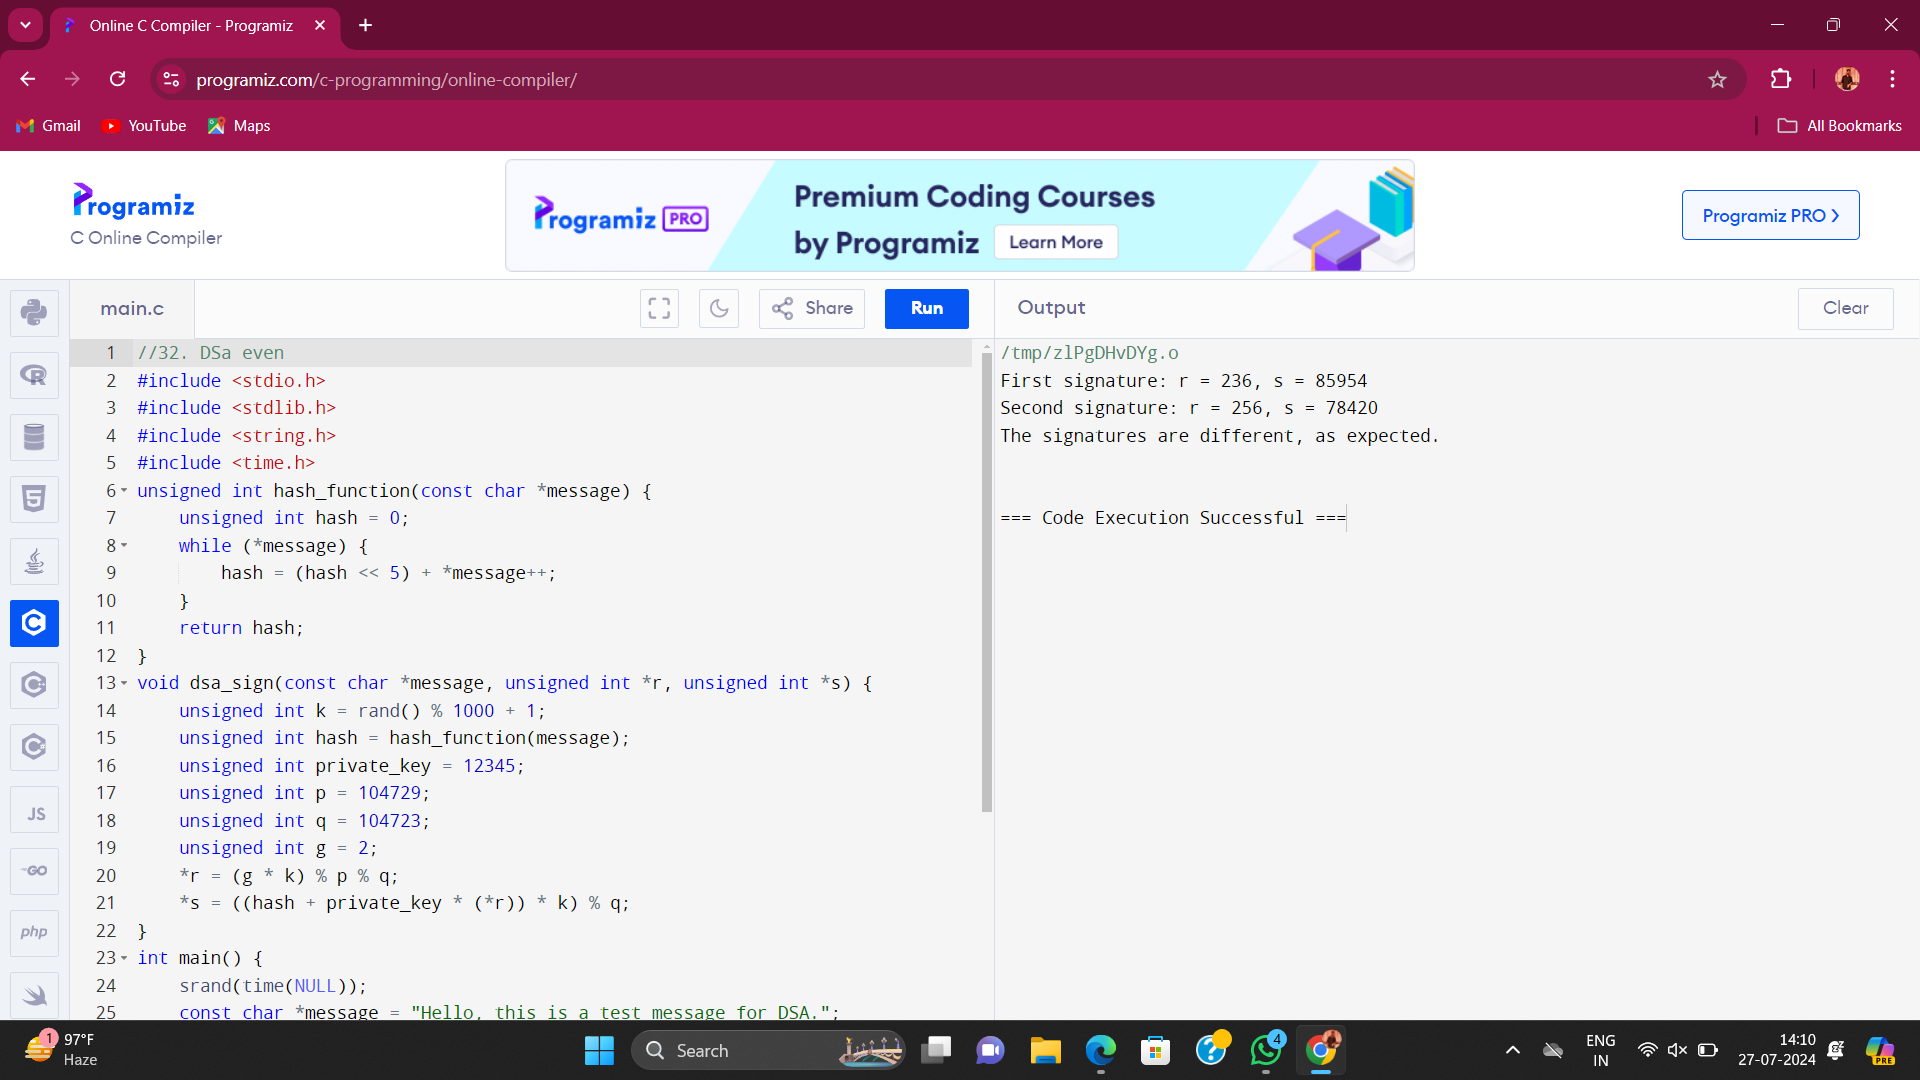 Online C Compiler - Programiz
programiz.com/c-programming/online-compiler/
Gmail
YouTube
Maps
All Bookmarks
Programiz
C Online Compiler
Programiz PRO
Premium Coding Courses
by Programiz
Learn More
Programiz PRO ❯
main.c
Share
Run
Output
Clear
1 //32. DSa even
2 #include <stdio.h>
3 #include <stdlib.h>
4 #include <string.h>
5 #include <time.h>
6 unsigned int hash_function(const char *message) {
7 unsigned int hash = 0;
8 while (*message) {
9 hash = (hash << 5) + *message++;
10 }
11 return hash;
12 }
13 void dsa_sign(const char *message, unsigned int *r, unsigned int *s) {
14 unsigned int k = rand() % 1000 + 1;
15 unsigned int hash = hash_function(message);
16 unsigned int private_key = 12345;
17 unsigned int p = 104729;
18 unsigned int q = 104723;
19 unsigned int g = 2;
20 *r = (g * k) % p % q;
21 *s = ((hash + private_key * (*r)) * k) % q;
22 }
23 int main() {
24 srand(time(NULL));
25 const char *message = "Hello, this is a test message for DSA.";
/tmp/zlPgDHvDYg.o
First signature: r = 236, s = 85954
Second signature: r = 256, s = 78420
The signatures are different, as expected.
=== Code Execution Successful ===
JS
GO
php
1
97°F
Haze
Search
4
ENG
IN
14:10
27-07-2024
PRE